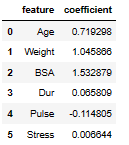 feature coefficient
0 Age 0.719298
1 Weight 1.045866
2 BSA 1.532879
3 Dur 0.065809
4 Pulse -0.114805
5 Stress 0.006644